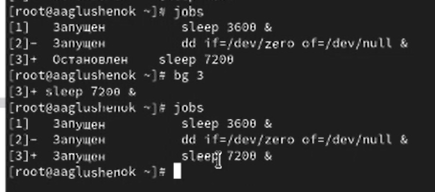 [root@aaglushenok ~]# jobs
[1]   Запущен          sleep 3600 &
[2]-  Запущен          dd if=/dev/zero of=/dev/null &
[3]+  Остановлен    sleep 7200
[root@aaglushenok ~]# bg 3
[3]+ sleep 7200 &
[root@aaglushenok ~]# jobs
[1]   Запущен          sleep 3600 &
[2]-  Запущен          dd if=/dev/zero of=/dev/null &
[3]+  Запущен          sleep 7200 &
[root@aaglushenok ~]#